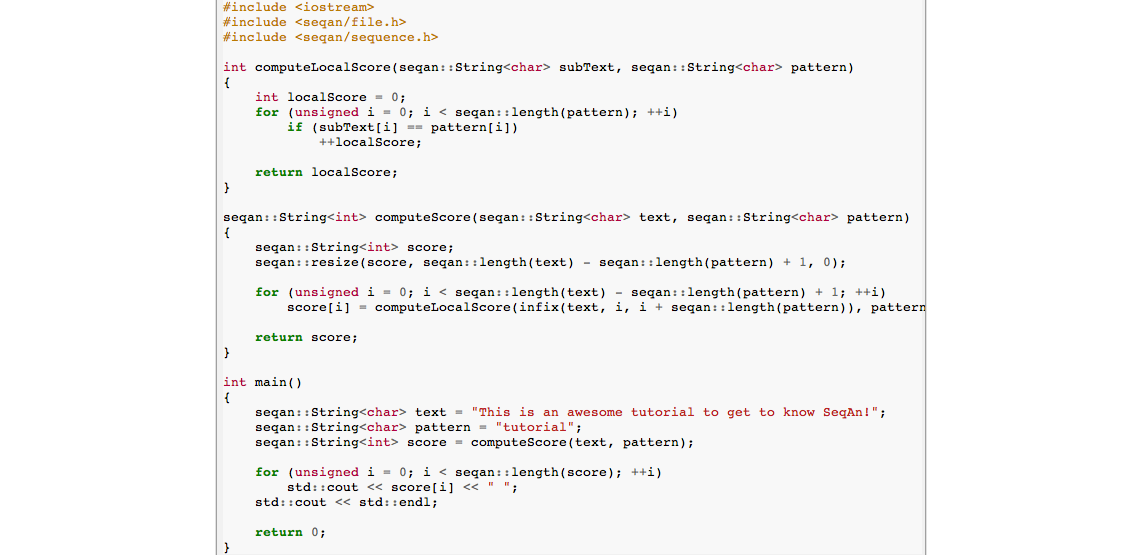 #include <iostream>
#include <seqan/file.h>
#include <seqan/sequence.h>
int computeLocalScore(seqan::String<char> subText, seqan::String<char> pattern)
{
int localScore = 0;
for (unsigned i = 0; i < seqan::length(pattern); ++i)
if (subText[i] == pattern[i])
++localScore;
return localScore;
}
seqan::String<int> computeScore(seqan::String<char> text, seqan::String<char> pattern)
{
seqan::String<int> score;
seqan::resize(score, seqan::length(text) - seqan::length(pattern) + 1, 0);
for (unsigned i = 0; i < seqan::length(text) - seqan::length(pattern) + 1; ++i)
score[i] = computeLocalScore(infix(text, i, i + seqan::length(pattern)), pattern
return score;
}
int main()
{
seqan::String<char> text = "This is an awesome tutorial to get to know SeqAn!";
seqan::String<char> pattern = "tutorial";
seqan::String<int> score = computeScore(text, pattern);
for (unsigned i = 0; i < seqan::length(score); ++i)
std::cout << score[i] << " ";
std::cout << std::endl;
return 0;
}